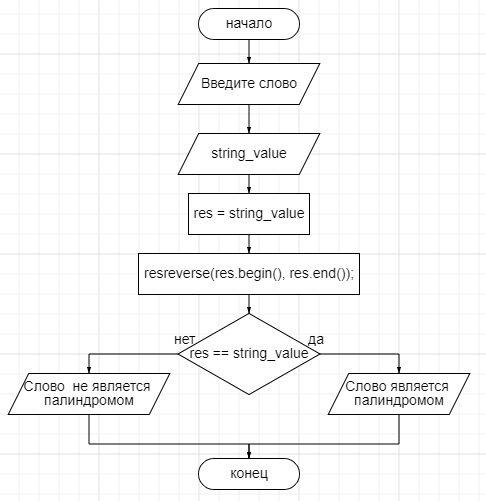 начало
Введите слово
string_value
res = string_value
resreverse(res.begin(), res.end());
нет
да
res == string_value
Слово  не является
палиндромом
Слово является
палиндромом
конец